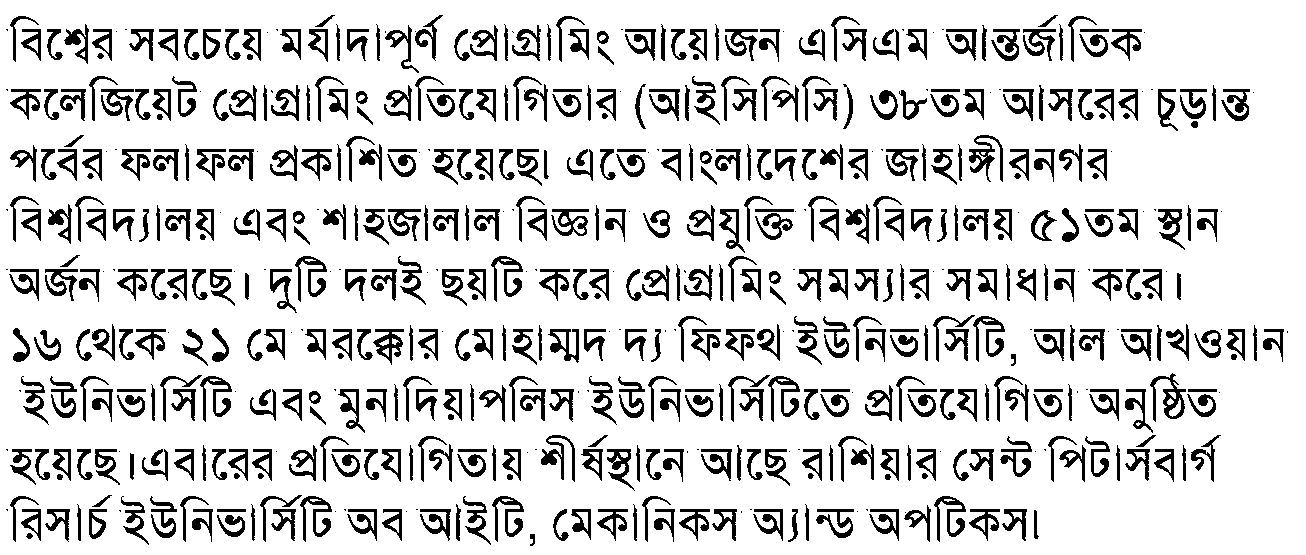 বিশ্বের সবচেয়ে মর্যাদাপূর্ণ প্রোগ্রামিং আয়োজন এসিএম আন্তর্জাতিক
কলেজিয়েট প্রোগ্রামিং প্রতিযোগিতার (আইসিপিসি) ৩৮তম আসরের চূড়ান্ত
পর্বের ফলাফল প্রকাশিত হয়েছে৷ এতে বাংলাদেশের জাহাঙ্গীরনগর
বিশ্ববিদ্যালয় এবং শাহজালাল বিজ্ঞান ও প্রযুক্তি বিশ্ববিদ্যালয় ৫১তম স্থান
অর্জন করেছে। দুটি দলই ছয়টি করে প্রোগ্রামিং সমস্যার সমাধান করে।
১৬ থেকে ২১ মে মরক্কোর মোহাম্মদ দ্য ফিফথ ইউনিভার্সিটি, আল আখওয়ান
ইউনিভার্সিটি এবং মুনাদিয়াপলিস ইউনিভার্সিটিতে প্রতিযোগিতা অনুষ্ঠিত
হয়েছে।এবারের প্রতিযোগিতায় শীর্ষস্থানে আছে রাশিয়ার সেন্ট পিটার্সবার্গ
রিসার্চ ইউনিভার্সিটি অব আইটি, মেকানিকস অ্যান্ড অপটিকস৷